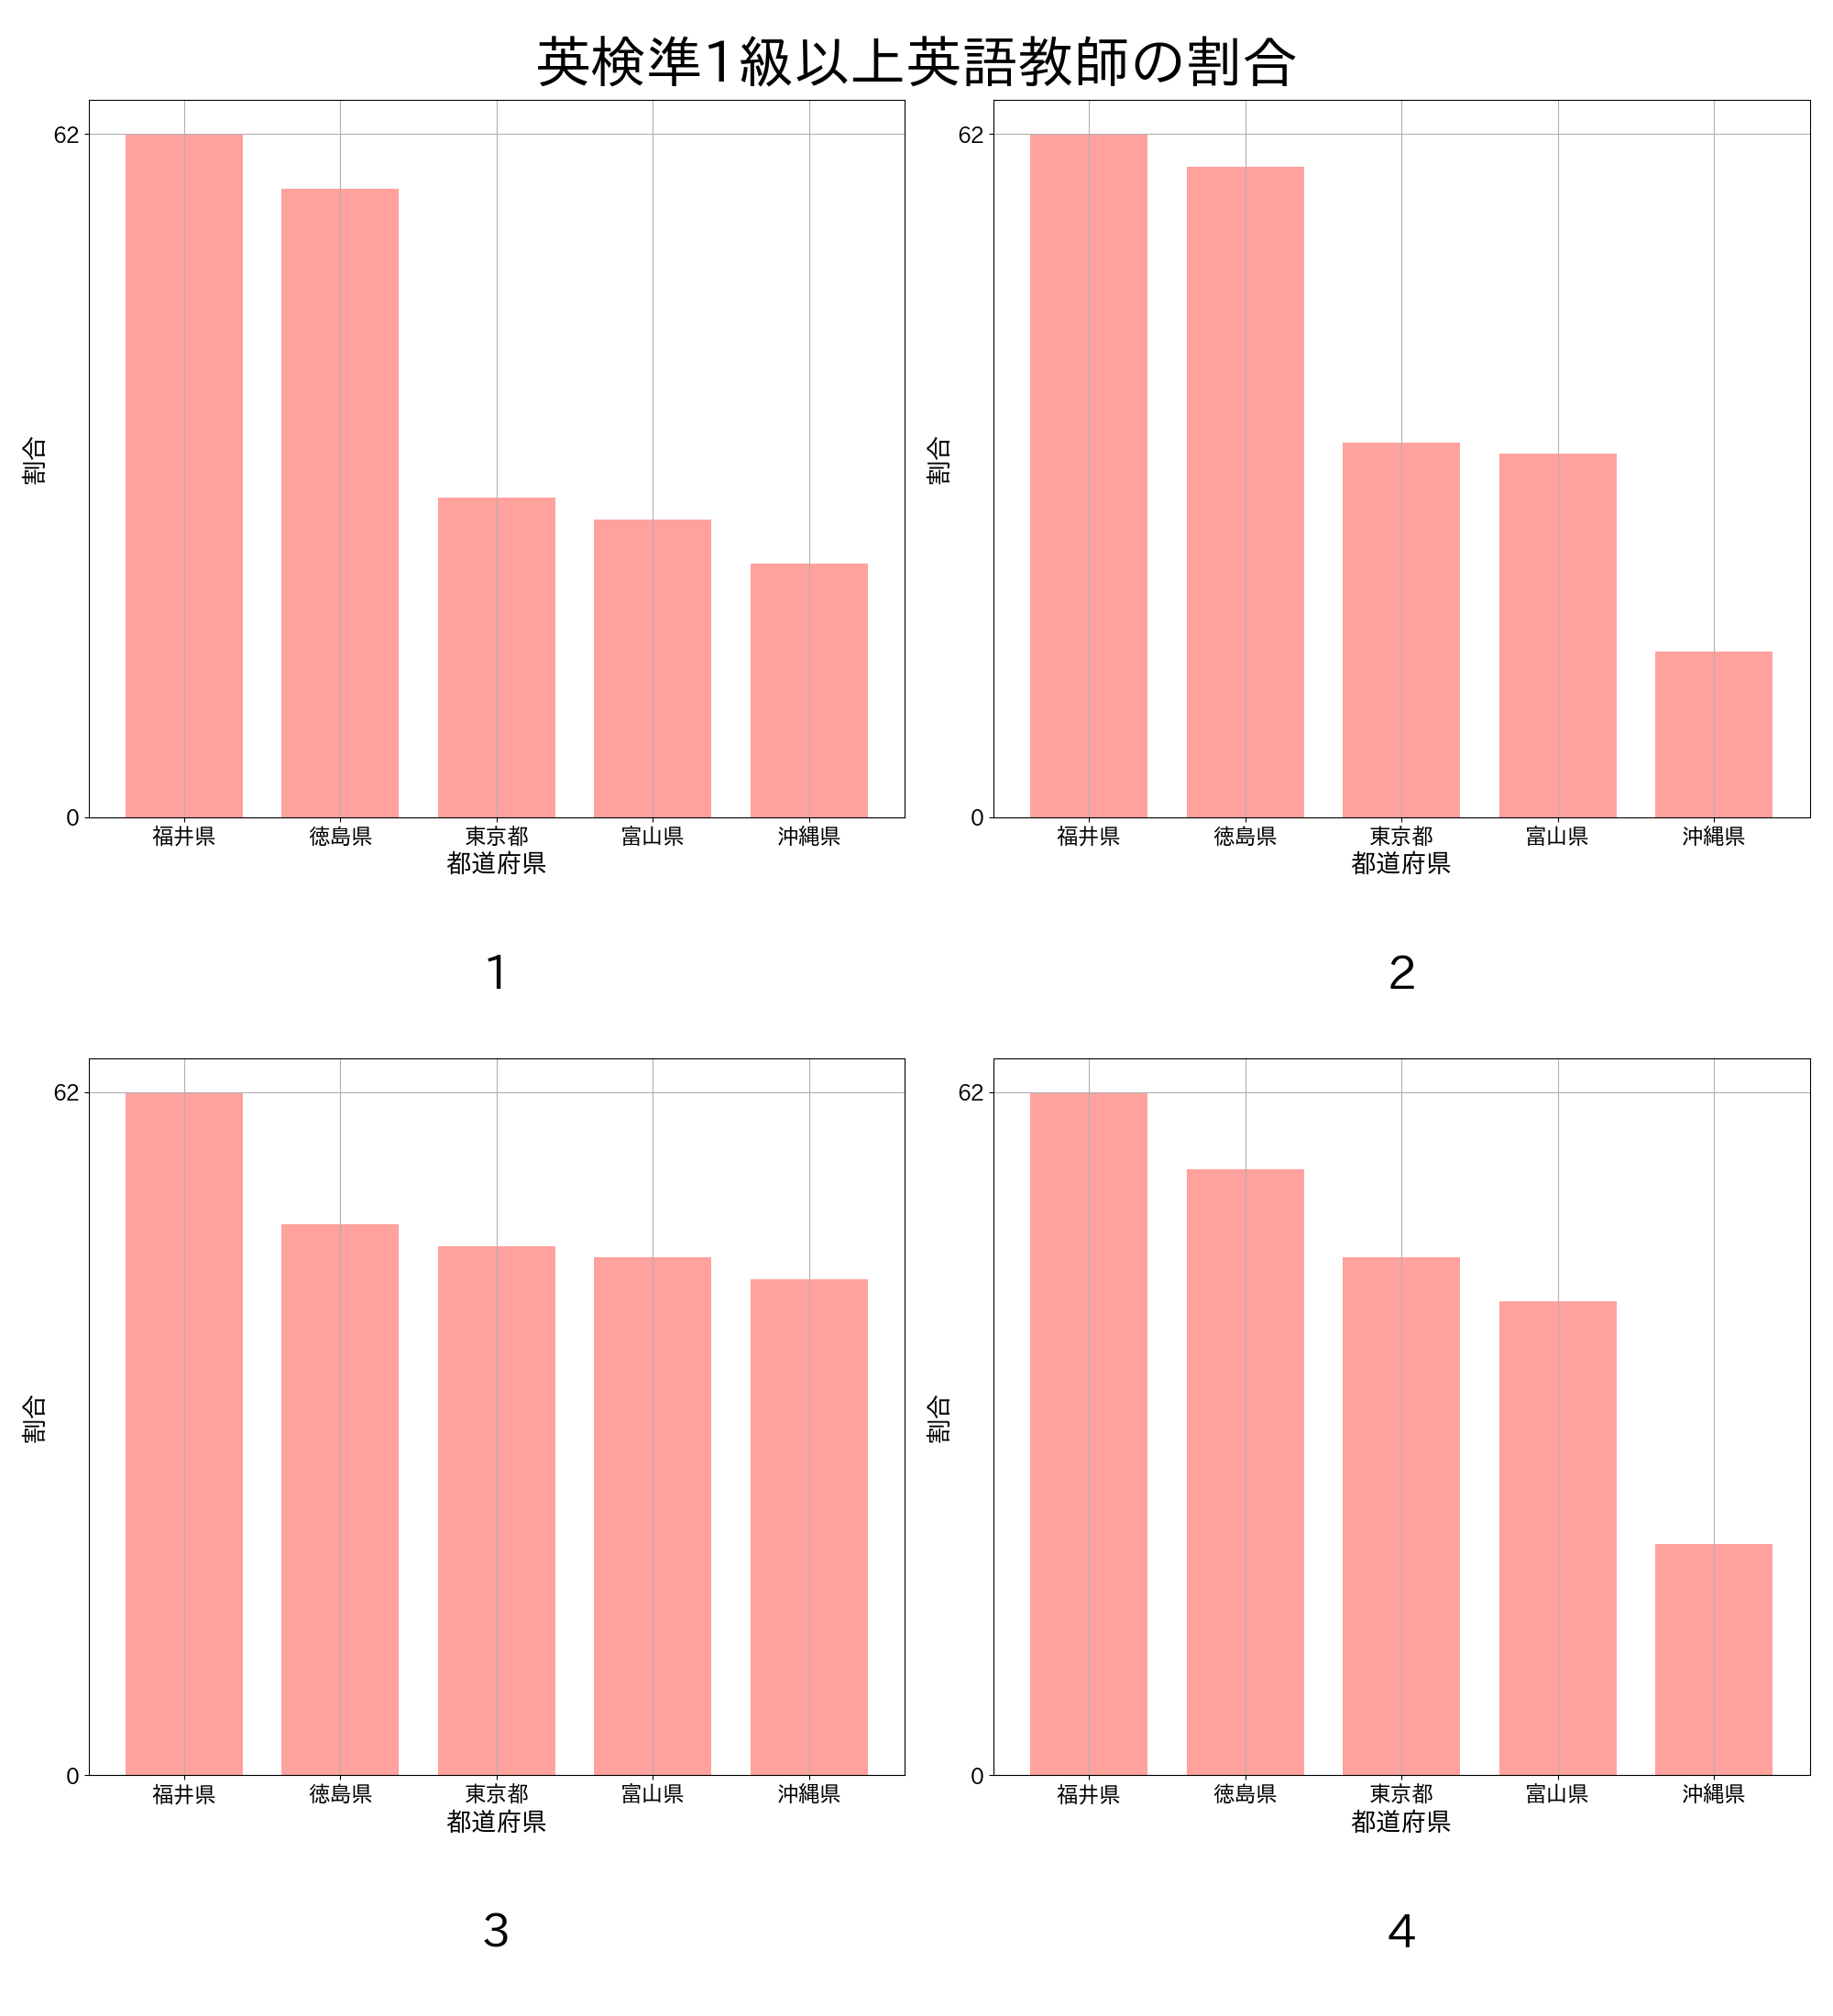 英検準1級以上英語教師の割合
62
0
割合
福井県 徳島県 東京都 富山県 沖縄県
都道府県
1
62
0
割合
福井県 徳島県 東京都 富山県 沖縄県
都道府県
2
62
0
割合
福井県 徳島県 東京都 富山県 沖縄県
都道府県
3
62
0
割合
福井県 徳島県 東京都 富山県 沖縄県
都道府県
4